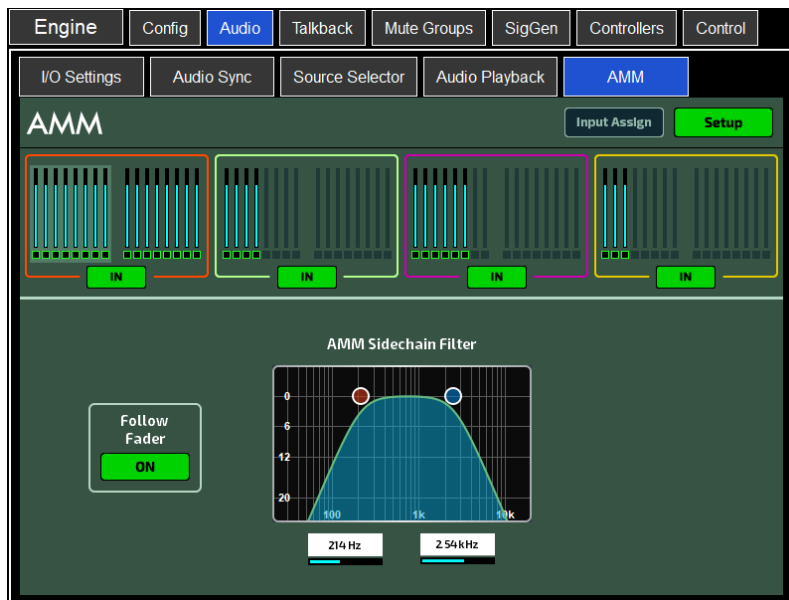 Engine Config Audio Talkback Mute Groups SigGen Controllers Control
I/O Settings Audio Sync Source Selector Audio Playback AMM
AMM Input Assign Setup
IN IN IN IN
AMM Sidechain Filter
Follow
Fader
ON
0
6
12
20
100 1k 10k
214 Hz 2.54kHz